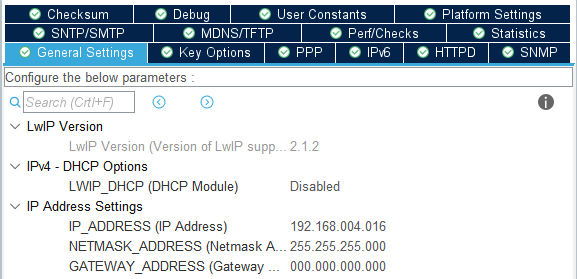 Checksum Debug User Constants Platform Settings
SNTP/SMTP MDNS/TFTP Perf/Checks Statistics
General Settings Key Options PPP IPv6 HTTPD SNMP
Configure the below parameters :
Search (Crtl+F)
LwIP Version
LwIP Version (Version of LwIP supp... 2.1.2
IPv4 - DHCP Options
LWIP_DHCP (DHCP Module) Disabled
IP Address Settings
IP_ADDRESS (IP Address) 192.168.004.016
NETMASK_ADDRESS (Netmask A... 255.255.255.000
GATEWAY_ADDRESS (Gateway ... 000.000.000.000